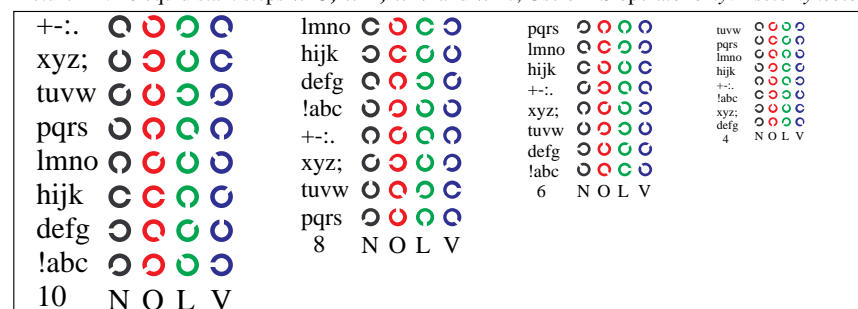 +-:.
xyz;
tuvw
pqrs
lmno
hijk
defg
!abc
10 N O L V
lmno
hijk
defg
!abc
+-:.
xyz;
tuvw
pqrs
8 N O L V
pqrs
lmno
hijk
+-:.
xyz;
tuvw
defg
!abc
6 N O L V
tuvw
pqrs
lmno
hijk
+-:.
!abc
xyz;
defg
4 N O L V